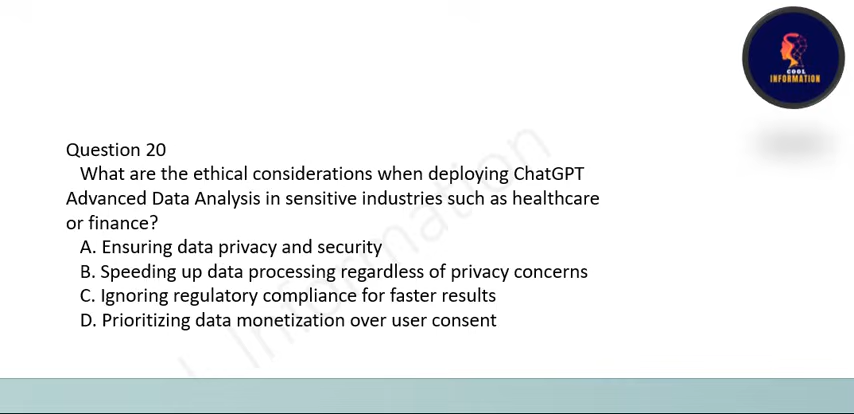 COOL
INFORMATION
Question 20
What are the ethical considerations when deploying ChatGPT
Advanced Data Analysis in sensitive industries such as healthcare
or finance?
A. Ensuring data privacy and security
B. Speeding up data processing regardless of privacy concerns
C. Ignoring regulatory compliance for faster results
D. Prioritizing data monetization over user consent
Information